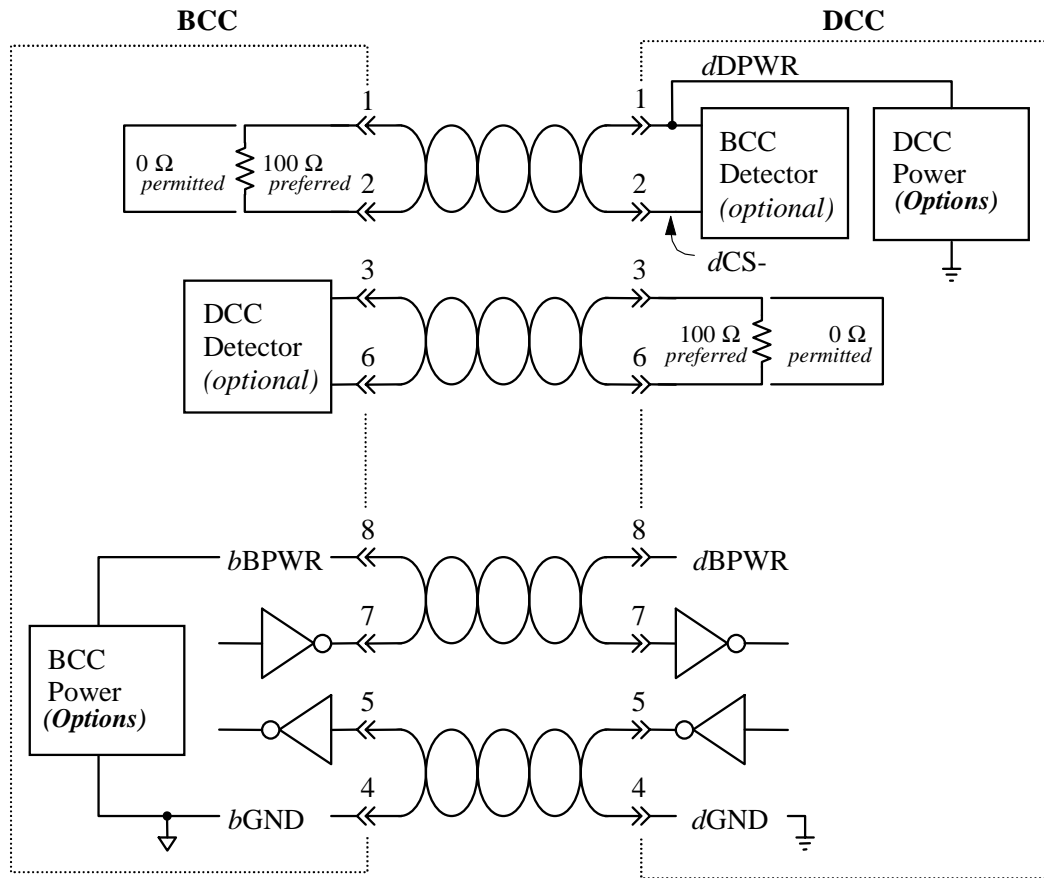 BCC
DCC
dDPWR
1
1
0 Ω
permitted
100 Ω
preferred
2
2
BCC
Detector
(optional)
DCC
Power
(Options)
dCS-
3
3
DCC
Detector
(optional)
100 Ω
preferred
0 Ω
permitted
6
6
8
8
bBPWR
dBPWR
7
7
BCC
Power
(Options)
5
5
4
4
bGND
dGND